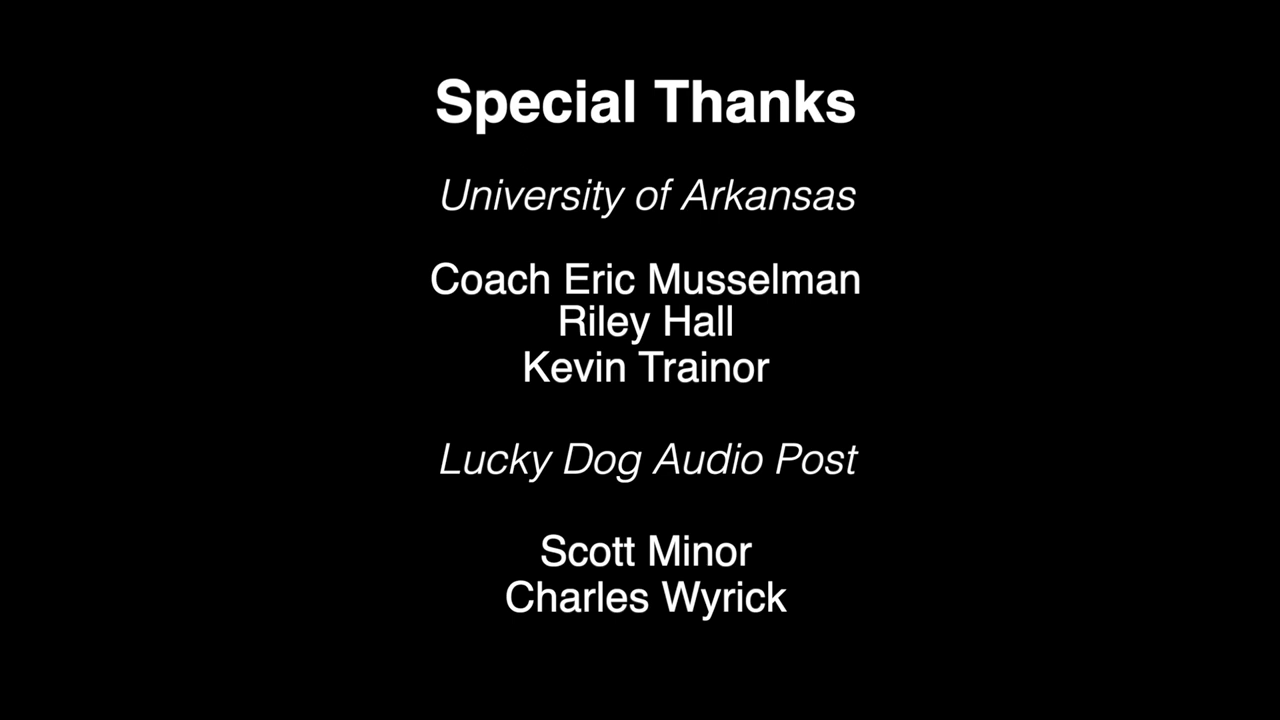 Special Thanks
University of Arkansas
Coach Eric Musselman
Riley Hall
Kevin Trainor
Lucky Dog Audio Post
Scott Minor
Charles Wyrick